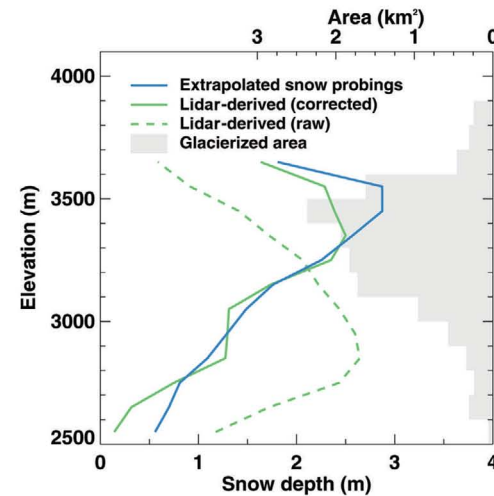 Area (km²)
3 2 1 0
4000
3500
3000
2500
Elevation (m)
Extrapolated snow probings
Lidar-derived (corrected)
Lidar-derived (raw)
Glacierized area
0 1 2 3 4
Snow depth (m)